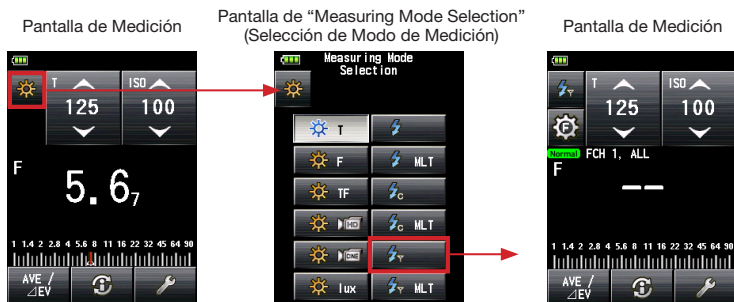 Pantalla de Medición
Pantalla de “Measuring Mode Selection”
(Selección de Modo de Medición)
Pantalla de Medición
T
ISO
125
100
F
5.6₇
1 1.4 2 2.8 4 5.6 8 11 16 22 32 45 64 90
AVE /
⊿EV
Measuring Mode
Selection
T
F
MLT
TF
C
HD
C MLT
CINE
lux
MLT
T
ISO
125
100
F
Normal FCH 1, ALL
F
--
1 1.4 2 2.8 4 5.6 8 11 16 22 32 45 64 90
AVE /
⊿EV